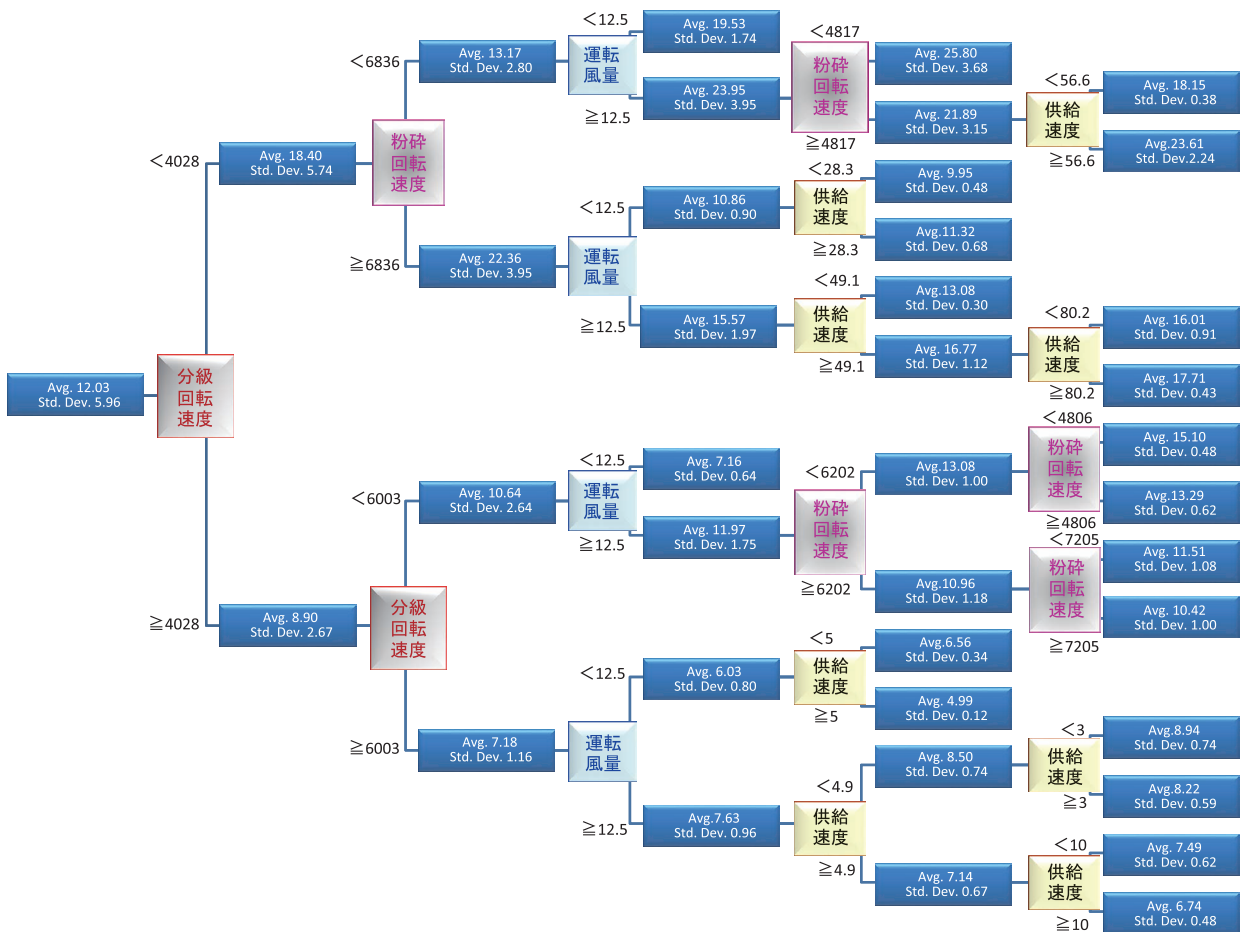 Avg. 12.03
Std. Dev. 5.96
分級
回転
速度
<4028
Avg. 18.40
Std. Dev. 5.74
粉砕
回転
速度
<6836
Avg. 13.17
Std. Dev. 2.80
運転
風量
<12.5
Avg. 19.53
Std. Dev. 1.74
≧12.5
Avg. 23.95
Std. Dev. 3.95
粉砕
回転
速度
<4817
Avg. 25.80
Std. Dev. 3.68
≧4817
Avg. 21.89
Std. Dev. 3.15
供給
速度
<56.6
Avg. 18.15
Std. Dev. 0.38
≧56.6
Avg.23.61
Std. Dev.2.24
≧6836
Avg. 22.36
Std. Dev. 3.95
運転
風量
<12.5
Avg. 10.86
Std. Dev. 0.90
供給
速度
<28.3
Avg. 9.95
Std. Dev. 0.48
≧28.3
Avg.11.32
Std. Dev. 0.68
≧12.5
Avg. 15.57
Std. Dev. 1.97
供給
速度
<49.1
Avg.13.08
Std. Dev. 0.30
≧49.1
Avg. 16.77
Std. Dev. 1.12
供給
速度
<80.2
Avg. 16.01
Std. Dev. 0.91
≧80.2
Avg. 17.71
Std. Dev. 0.43
≧4028
Avg. 8.90
Std. Dev. 2.67
分級
回転
速度
<6003
Avg. 10.64
Std. Dev. 2.64
運転
風量
<12.5
Avg. 7.16
Std. Dev. 0.64
≧12.5
Avg. 11.97
Std. Dev. 1.75
粉砕
回転
速度
<6202
Avg.13.08
Std. Dev. 1.00
粉砕
回転
速度
<4806
Avg. 15.10
Std. Dev. 0.48
≧4806
Avg.13.29
Std. Dev. 0.62
≧6202
Avg.10.96
Std. Dev. 1.18
粉砕
回転
速度
<7205
Avg. 11.51
Std. Dev. 1.08
≧7205
Avg. 10.42
Std. Dev. 1.00
≧6003
Avg. 7.18
Std. Dev. 1.16
運転
風量
<12.5
Avg. 6.03
Std. Dev. 0.80
供給
速度
<5
Avg.6.56
Std. Dev. 0.34
≧5
Avg. 4.99
Std. Dev. 0.12
≧12.5
Avg.7.63
Std. Dev. 0.96
供給
速度
<4.9
Avg. 8.50
Std. Dev. 0.74
供給
速度
<3
Avg.8.94
Std. Dev. 0.74
≧3
Avg.8.22
Std. Dev. 0.59
≧4.9
Avg. 7.14
Std. Dev. 0.67
供給
速度
<10
Avg. 7.49
Std. Dev. 0.62
≧10
Avg. 6.74
Std. Dev. 0.48